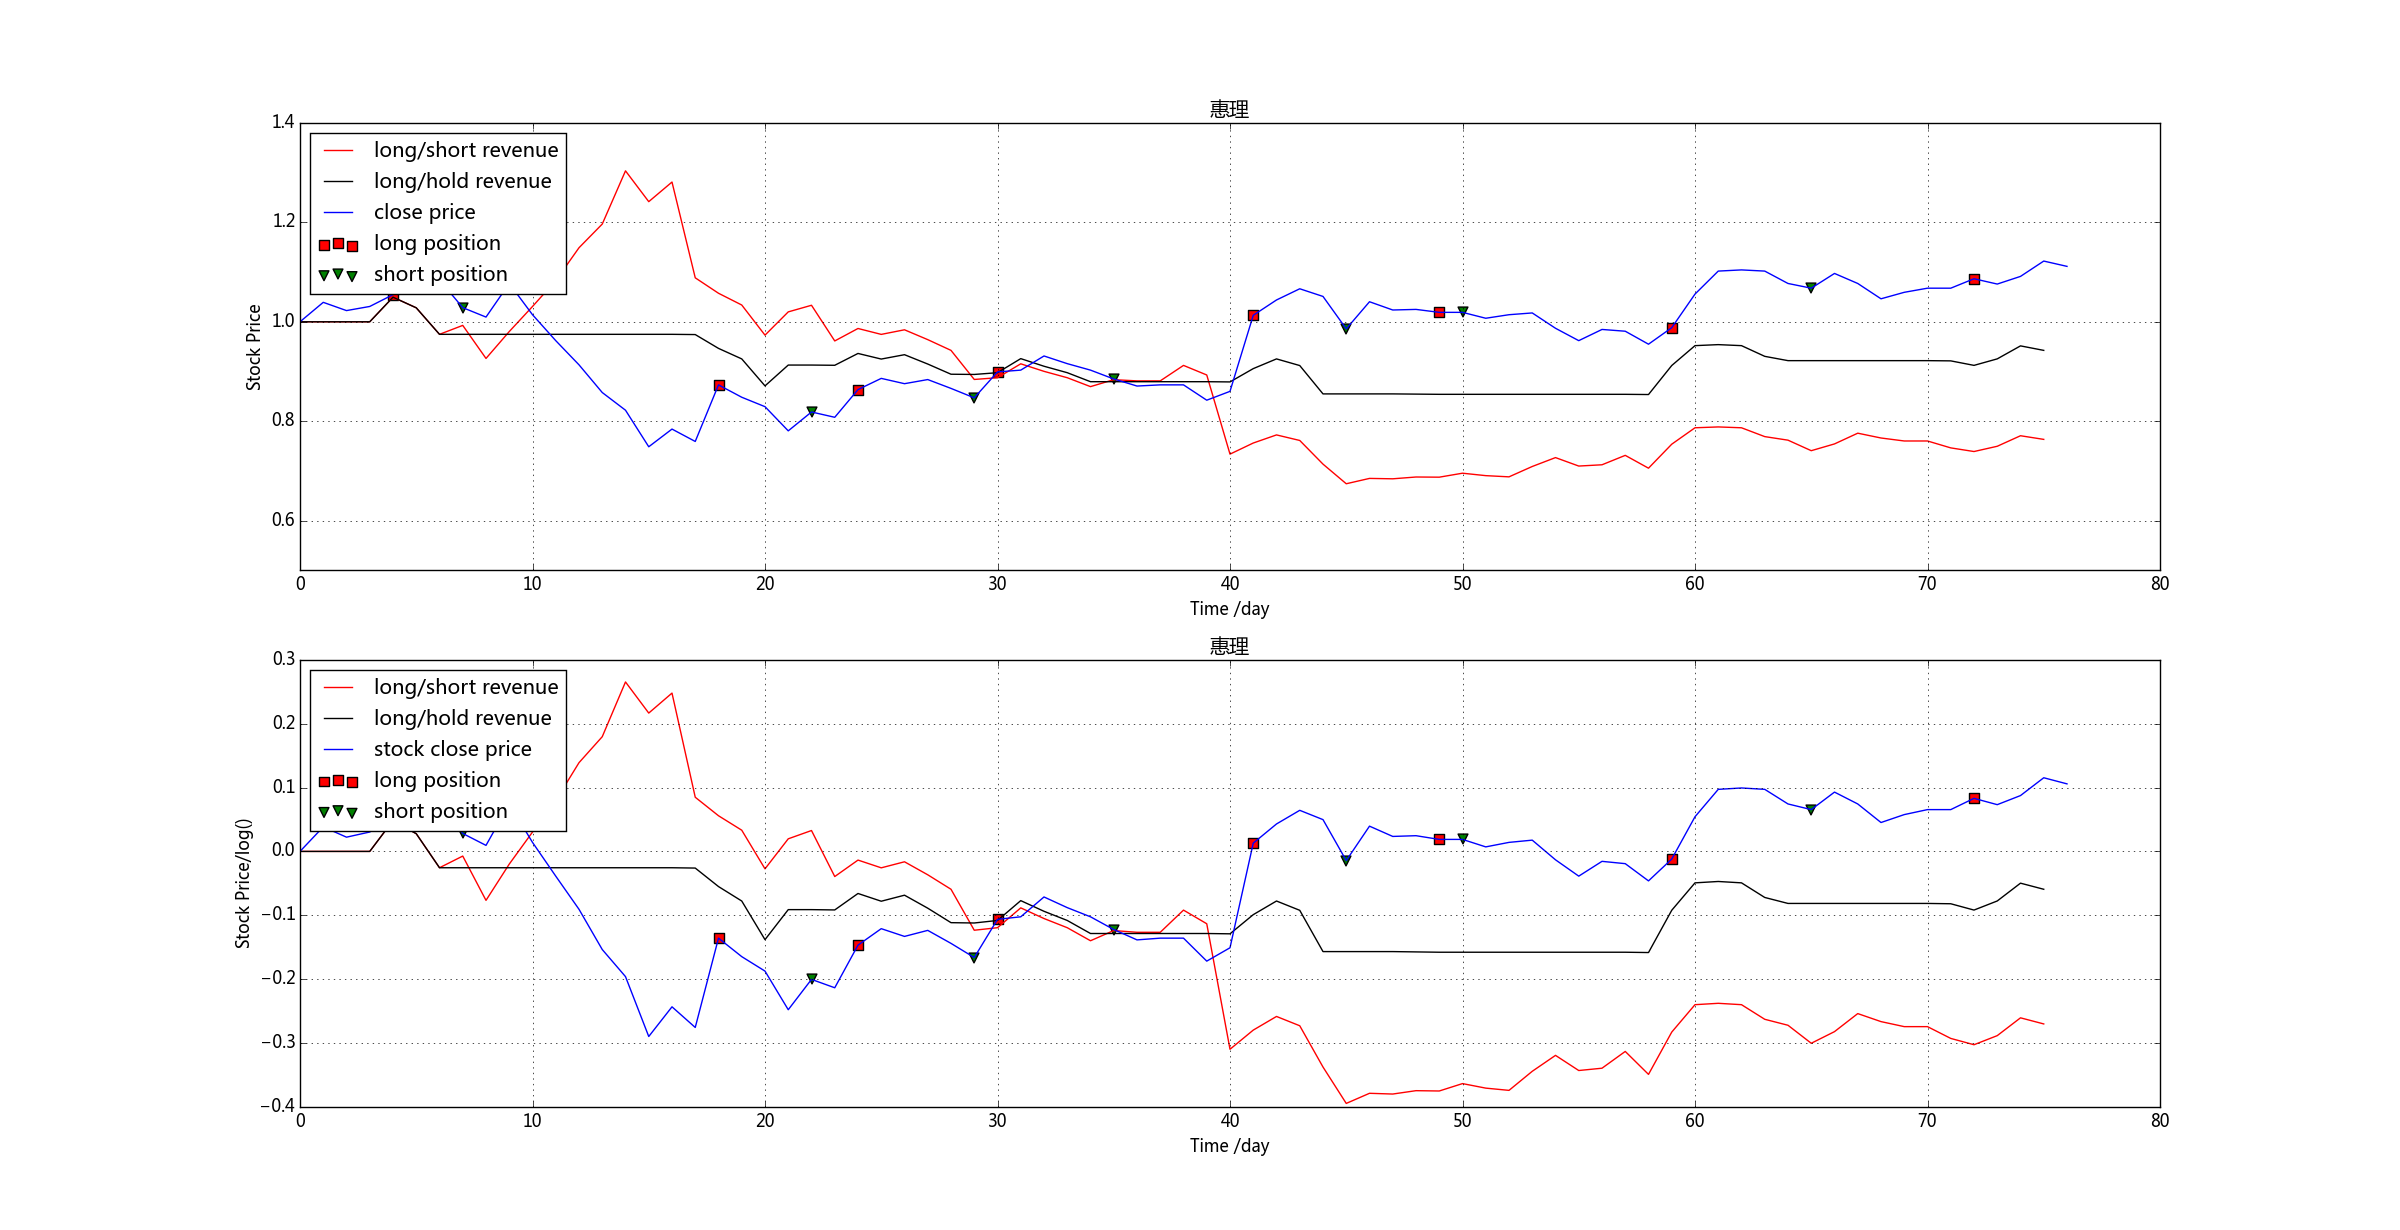 惠理
1.4
1.2
1.0
0.8
0.6
Stock Price
long/short revenue
long/hold revenue
close price
long position
short position
0 10 20 30 40 50 60 70 80
Time /day
惠理
0.3
0.2
0.1
0.0
−0.1
−0.2
−0.3
−0.4
Stock Price/log()
long/short revenue
long/hold revenue
stock close price
long position
short position
0 10 20 30 40 50 60 70 80
Time /day